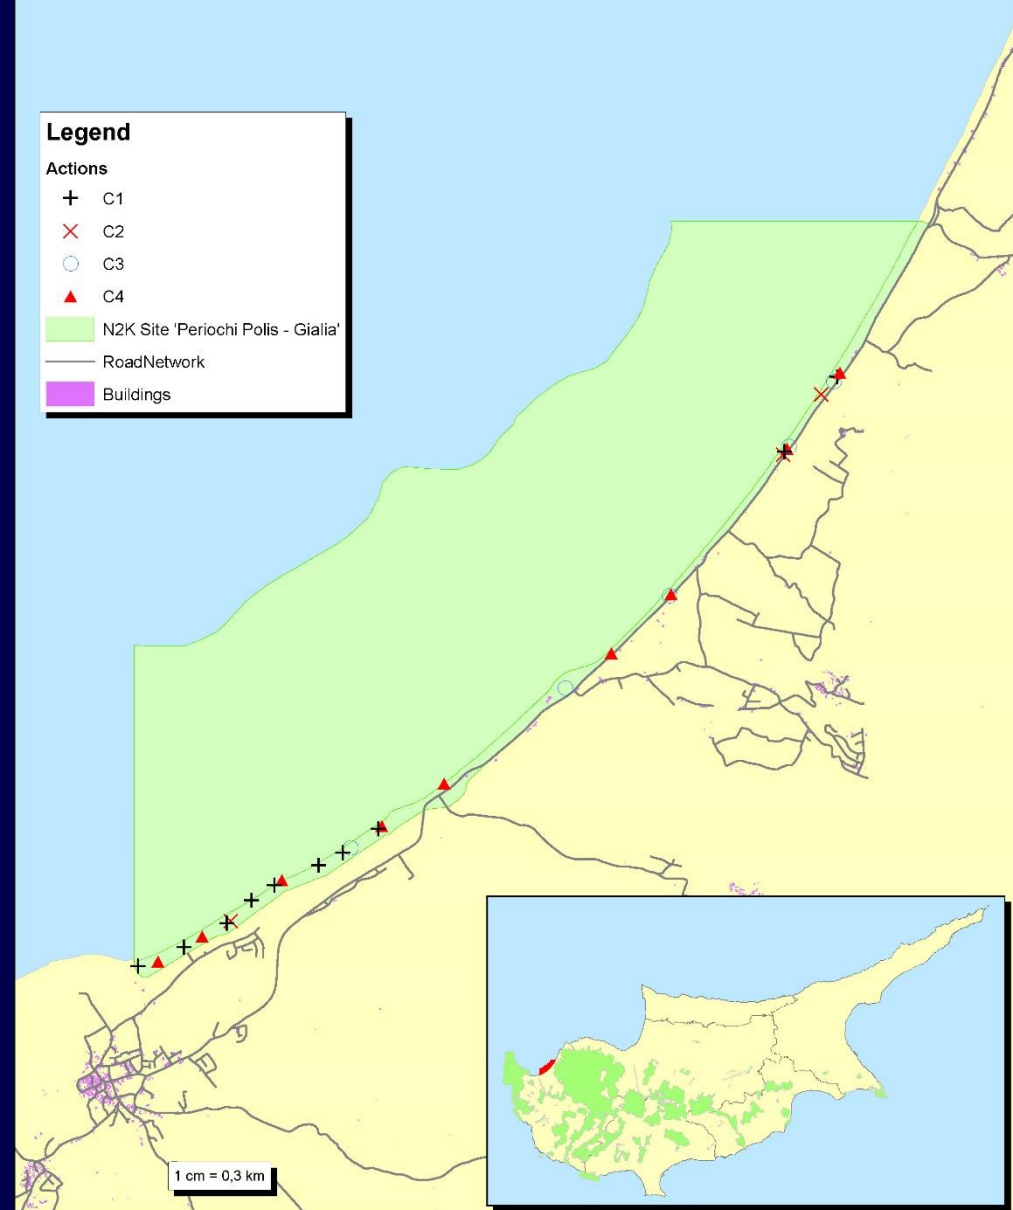 Legend
Actions
C1
C2
C3
C4
N2K Site 'Periochi Polis - Gialia'
RoadNetwork
Buildings
1 cm = 0,3 km